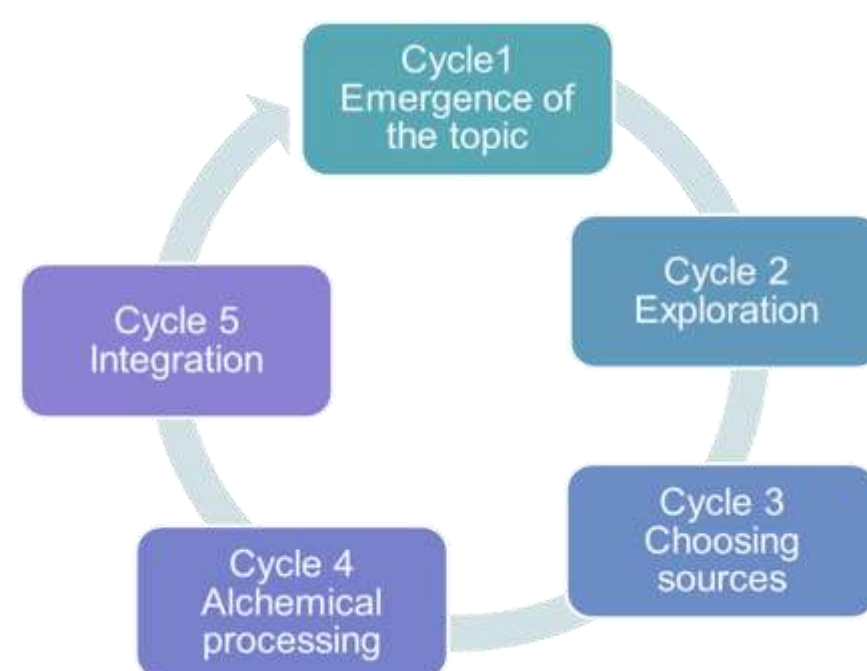 Cycle1
Emergence of
the topic
Cycle 2
Exploration
Cycle 3
Choosing
sources
Cycle 4
Alchemical
processing
Cycle 5
Integration